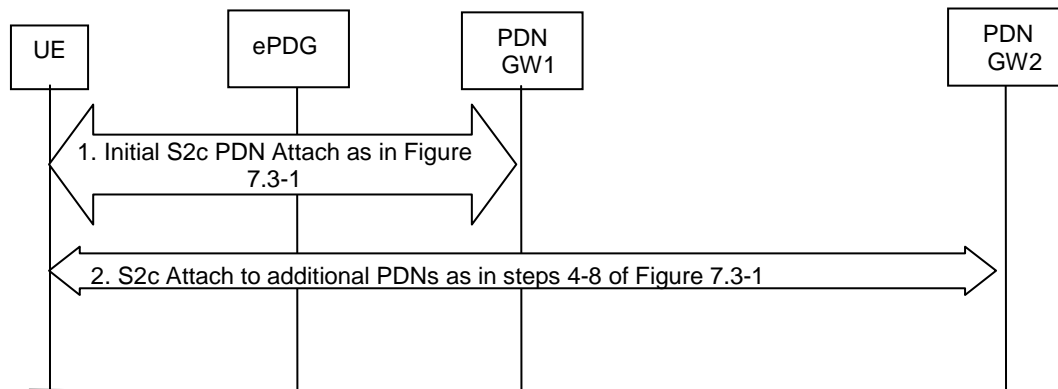 UE
ePDG
PDN
GW1
PDN
GW2
1. Initial S2c PDN Attach as in Figure
7.3-1
2. S2c Attach to additional PDNs as in steps 4-8 of Figure 7.3-1